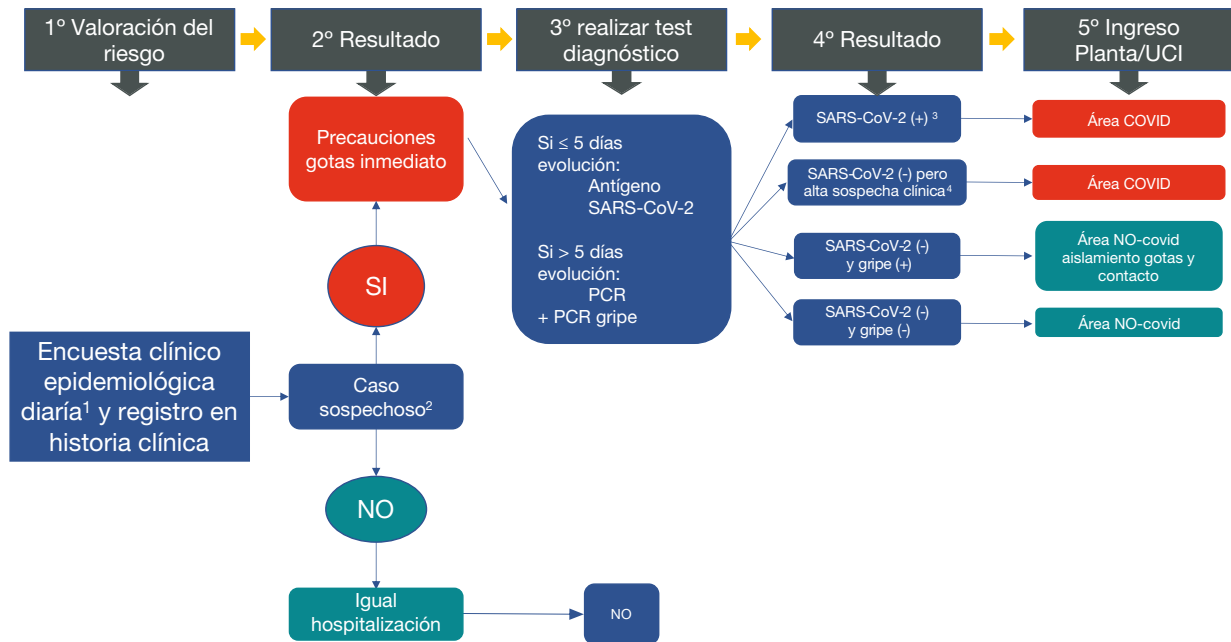 1º Valoración del
riesgo
2º Resultado
3º realizar test
diagnóstico
4º Resultado
5º Ingreso
Planta/UCI
Precauciones
gotas inmediato
SI
Encuesta clínico
epidemiológica
diaría¹ y registro en
historia clínica
Caso
sospechoso²
NO
Igual
hospitalización
NO
Si ≤ 5 días
evolución:
Antígeno
SARS-CoV-2
Si > 5 días
evolución:
PCR
+ PCR gripe
SARS-CoV-2 (+) ³
Área COVID
SARS-CoV-2 (-) pero
alta sospecha clínica⁴
Área COVID
SARS-CoV-2 (-)
y gripe (+)
Área NO-covid
aislamiento gotas y
contacto
SARS-CoV-2 (-)
y gripe (-)
Área NO-covid